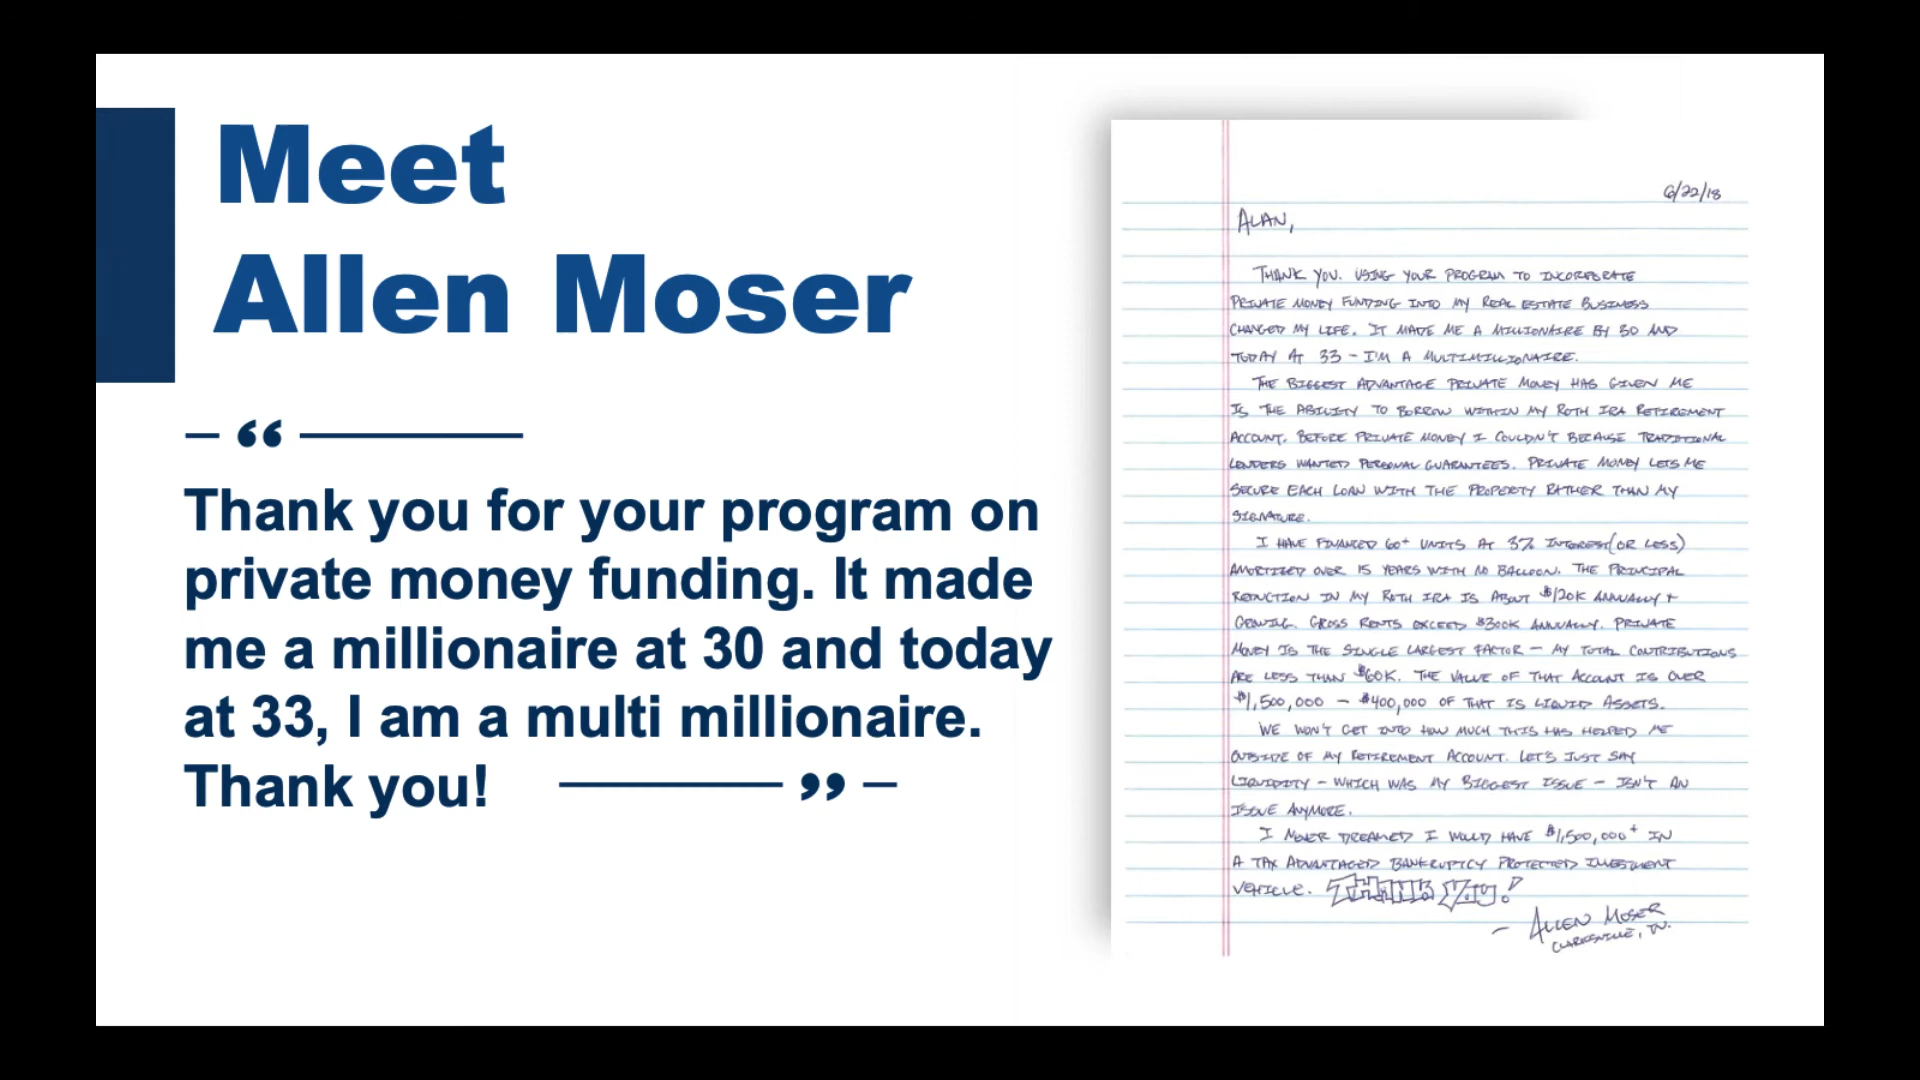 Meet
Allen Moser
“
Thank you for your program on
private money funding. It made
me a millionaire at 30 and today
at 33, I am a multi millionaire.
Thank you!
”
6/22/18
ALAN,
THANK YOU. USING YOUR PROGRAM TO INCORPORATE
PRIVATE MONEY FUNDING INTO MY REAL ESTATE BUSINESS
CHANGED MY LIFE. IT MADE ME A MILLIONAIRE BY 30 AND
TODAY AT 33 - I'M A MULTIMILLIONAIRE.
THE BIGGEST ADVANTAGE PRIVATE MONEY HAS GIVEN ME
IS THE ABILITY TO BORROW WITHIN MY ROTH IRA RETIREMENT
ACCOUNT. BEFORE PRIVATE MONEY I COULDN'T BECAUSE TRADITIONAL
LENDERS WANTED PERSONAL GUARANTEES. PRIVATE MONEY LETS ME
SECURE EACH LOAN WITH THE PROPERTY RATHER THAN MY
SIGNATURE.
I HAVE FINANCED 60+ UNITS AT 3% INTEREST (OR LESS)
AMORTIZED OVER 15 YEARS WITH NO BALLOON. THE PRINCIPAL
REDUCTION IN MY ROTH IRA IS ABOUT $120K ANNUALLY +
GROWING. GROSS RENTS EXCEED $300K ANNUALLY. PRIVATE
MONEY IS THE SINGLE LARGEST FACTOR - MY TOTAL CONTRIBUTIONS
ARE LESS THAN $60K. THE VALUE OF THAT ACCOUNT IS OVER
$1,500,000 - $400,000 OF THAT IS LIQUID ASSETS.
WE WON'T GET INTO HOW MUCH THIS HAS HELPED ME
OUTSIDE OF MY RETIREMENT ACCOUNT. LET'S JUST SAY
LIQUIDITY - WHICH WAS MY BIGGEST ISSUE - ISN'T AN
ISSUE ANYMORE.
I NEVER DREAMED I WOULD HAVE $1,500,000+ IN
A TAX ADVANTAGED BANKRUPTCY PROTECTED INVESTMENT
VEHICLE. THANK YOU!
- ALLEN MOSER
CLARKSVILLE, TN.